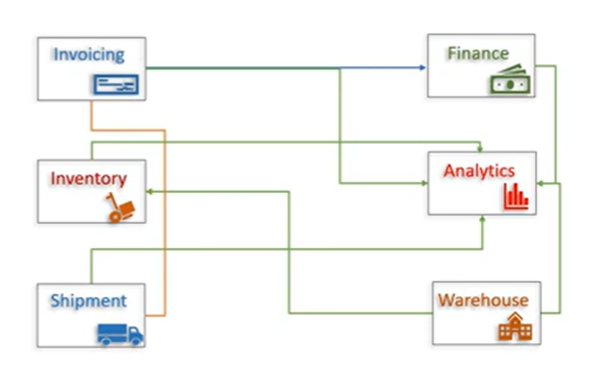 Invoicing
Finance
Inventory
Analytics
Shipment
Warehouse